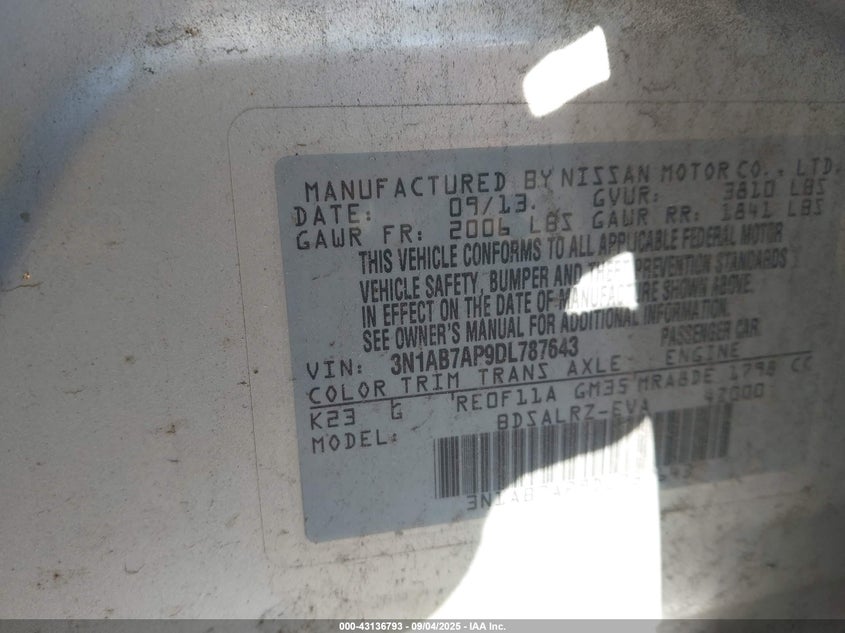 MANUFACTURED BY NISSAN MOTOR CO., LTD.
DATE: 09/13. GVWR: 3810 LBS
GAWR FR: 2006 LBS GAWR RR: 1841 LBS
THIS VEHICLE CONFORMS TO ALL APPLICABLE FEDERAL MOTOR
VEHICLE SAFETY, BUMPER AND THEFT PREVENTION STANDARDS
IN EFFECT ON THE DATE OF MANUFACTURE SHOWN ABOVE.
SEE OWNER'S MANUAL FOR ADDITIONAL INFORMATION
VIN: 3N1AB7AP9DL787643 PASSENGER CAR
COLOR TRIM TRANS AXLE ENGINE
K23 G RE0F11A GM35 MRA8DE 1798 CC
MODEL: BDSALRZ-EVA 42000
000-43136793 - 09/04/2025 - IAA Inc.